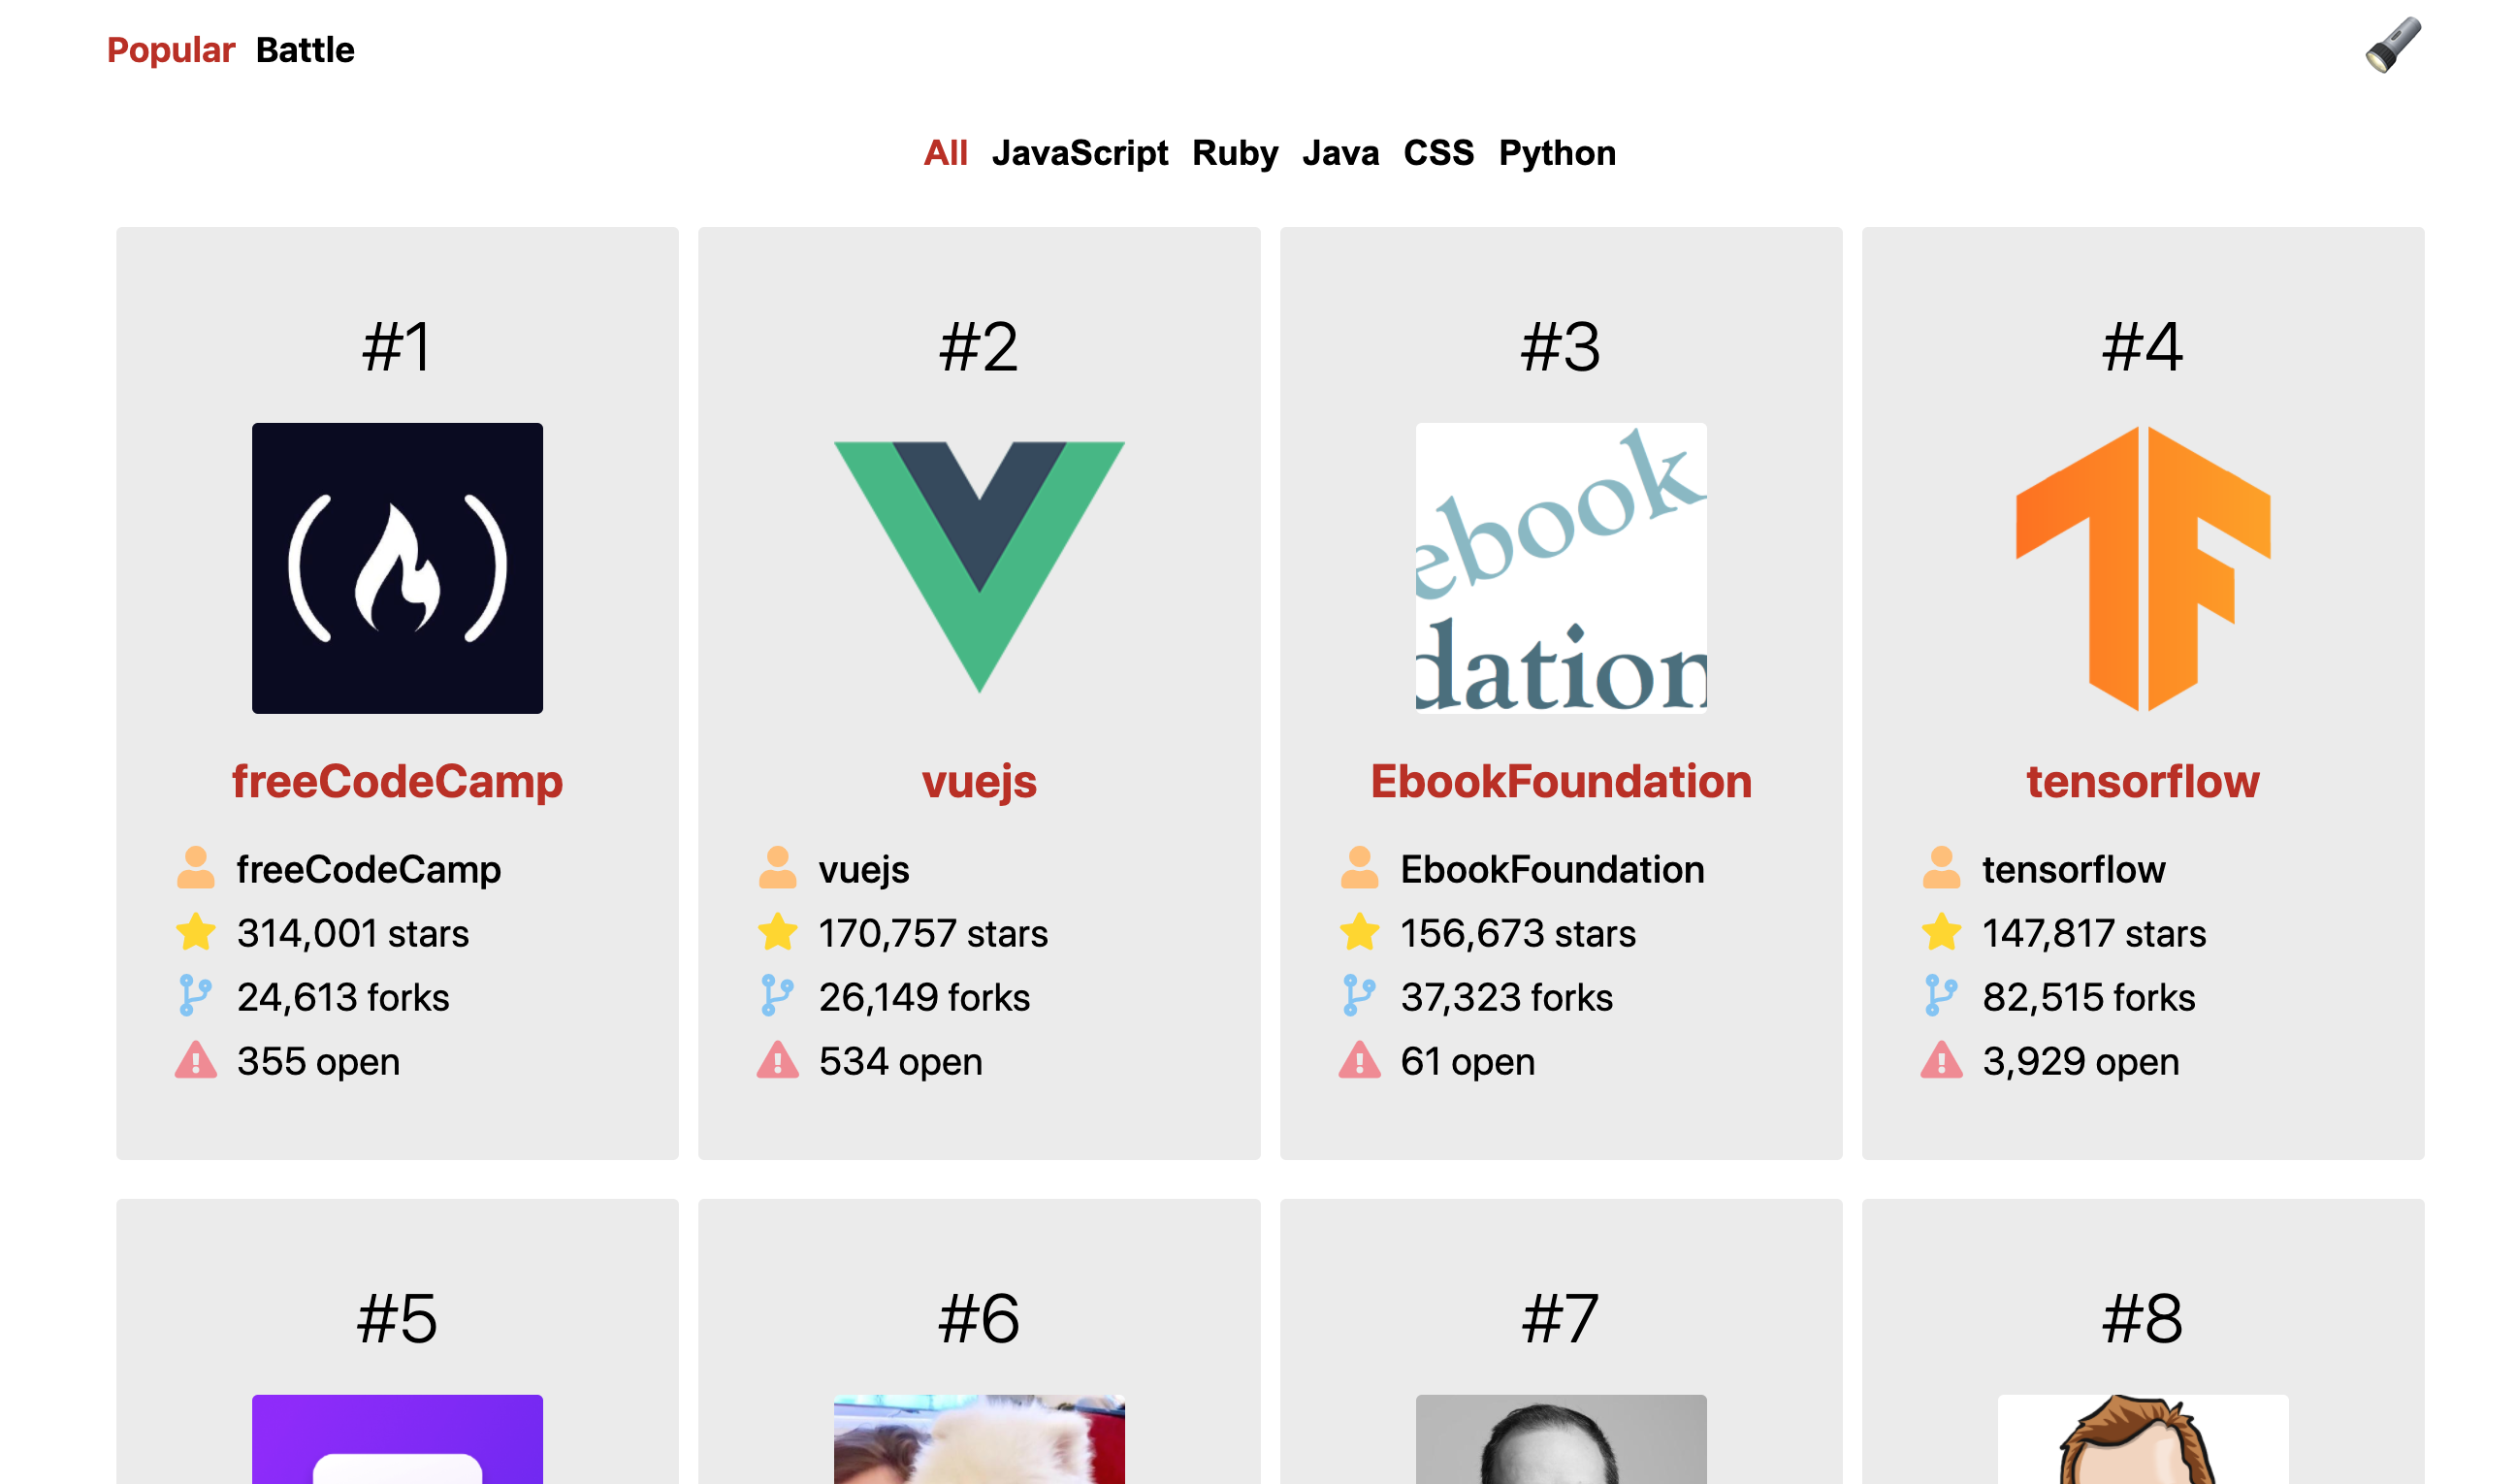 Popular Battle
All JavaScript Ruby Java CSS Python
#1
freeCodeCamp
freeCodeCamp
314,001 stars
24,613 forks
355 open
#2
vuejs
vuejs
170,757 stars
26,149 forks
534 open
#3
ebook
dation
EbookFoundation
EbookFoundation
156,673 stars
37,323 forks
61 open
#4
TF
tensorflow
tensorflow
147,817 stars
82,515 forks
3,929 open
#5
#6
#7
#8